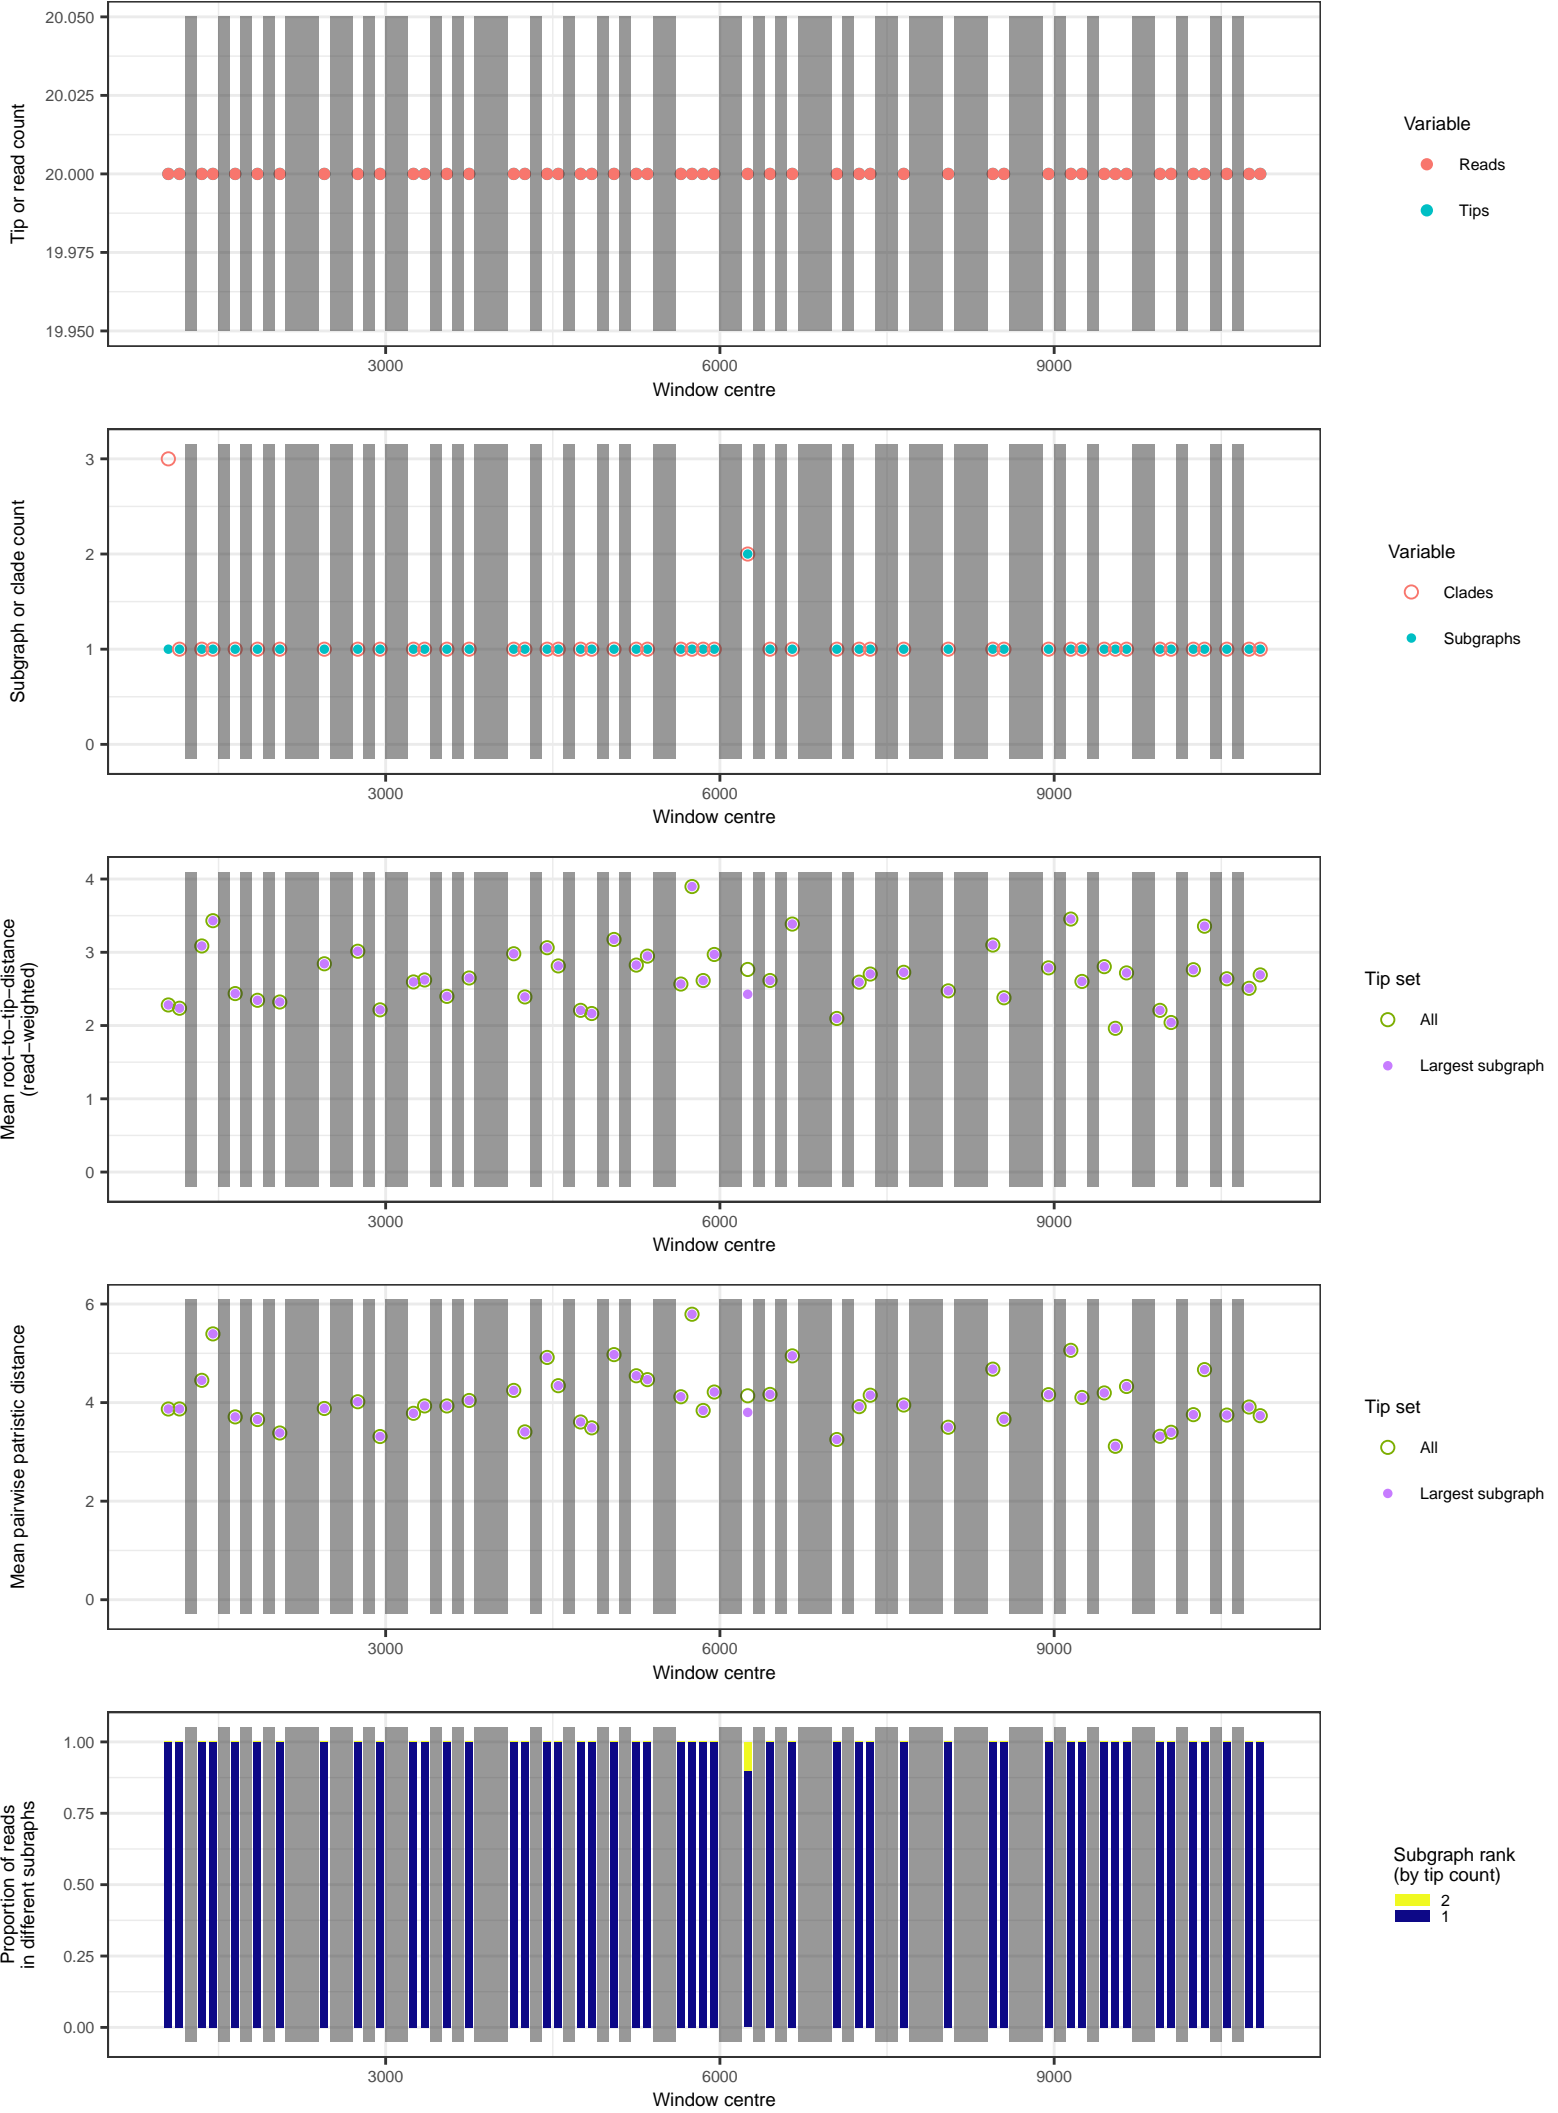 20.050
20.025
20.000
19.975
19.950
Tip or read count
3000
6000
9000
Window centre
Variable
Reads
Tips
3
2
1
0
Subgraph or clade count
3000
6000
9000
Window centre
Variable
Clades
Subgraphs
4
3
2
1
0
Mean root−to−tip−distance
(read−weighted)
3000
6000
9000
Window centre
Tip set
All
Largest subgraph
6
4
2
0
Mean pairwise patristic distance
3000
6000
9000
Window centre
Tip set
All
Largest subgraph
1.00
0.75
0.50
0.25
0.00
Proportion of reads
in different subraphs
3000
6000
9000
Window centre
Subgraph rank
(by tip count)
2
1